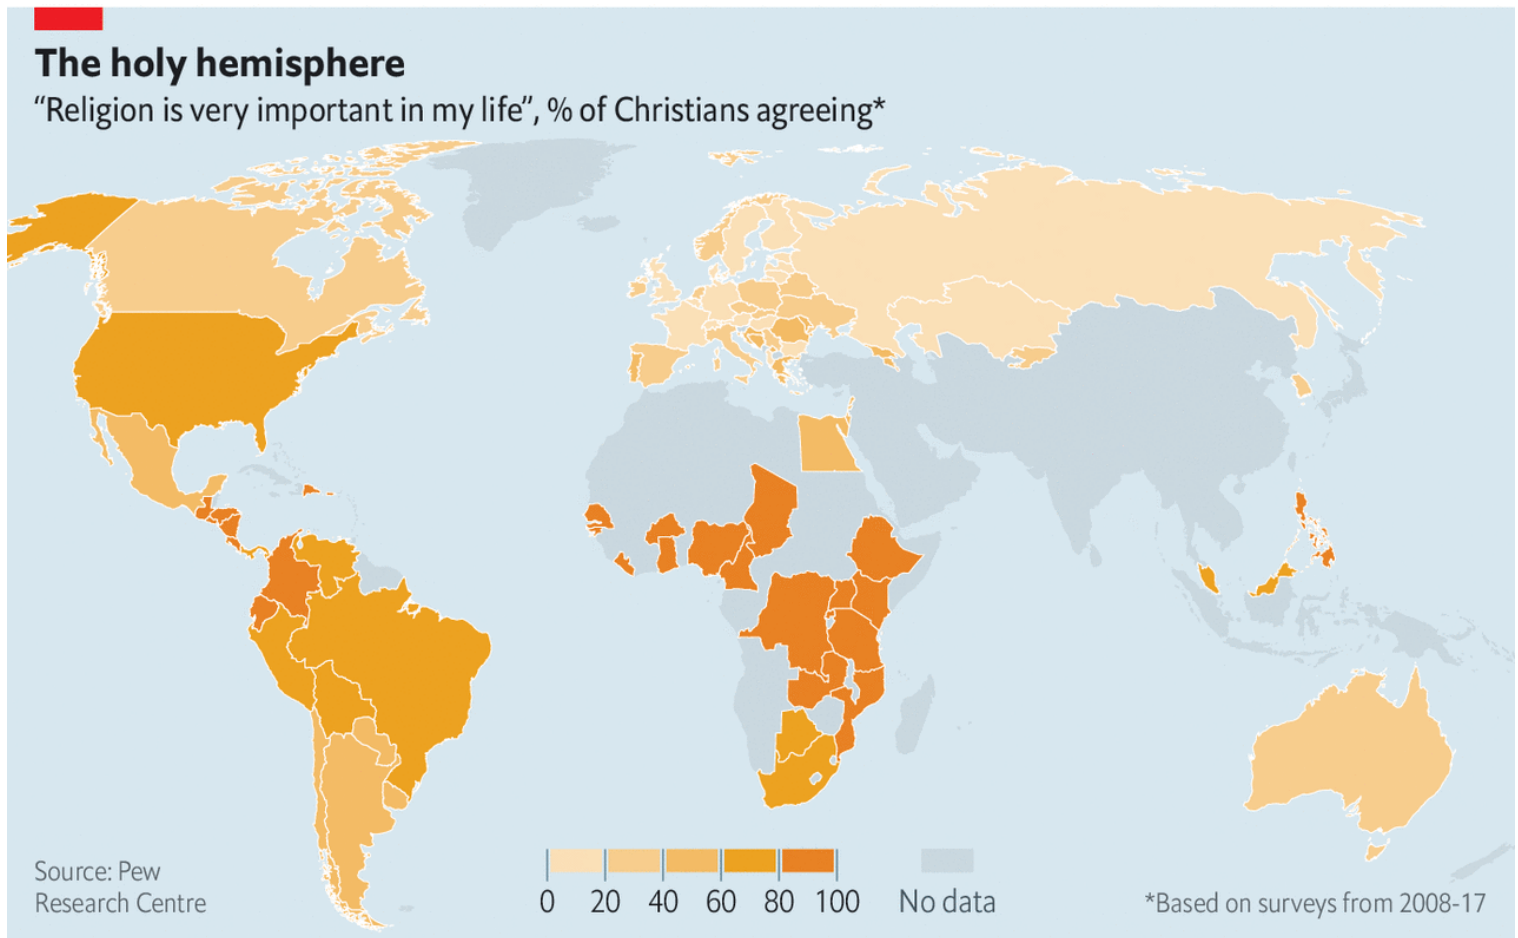 The holy hemisphere
“Religion is very important in my life”, % of Christians agreeing*
Source: Pew
Research Centre
0 20 40 60 80 100 No data
*Based on surveys from 2008-17